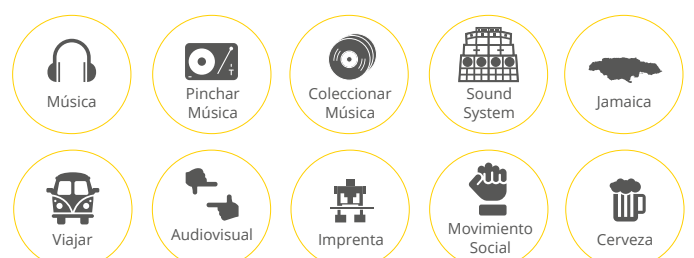 Música
Pinchar
Música
Coleccionar
Música
Sound
System
Jamaica
Viajar
Audiovisual
Imprenta
Movimiento
Social
Cerveza